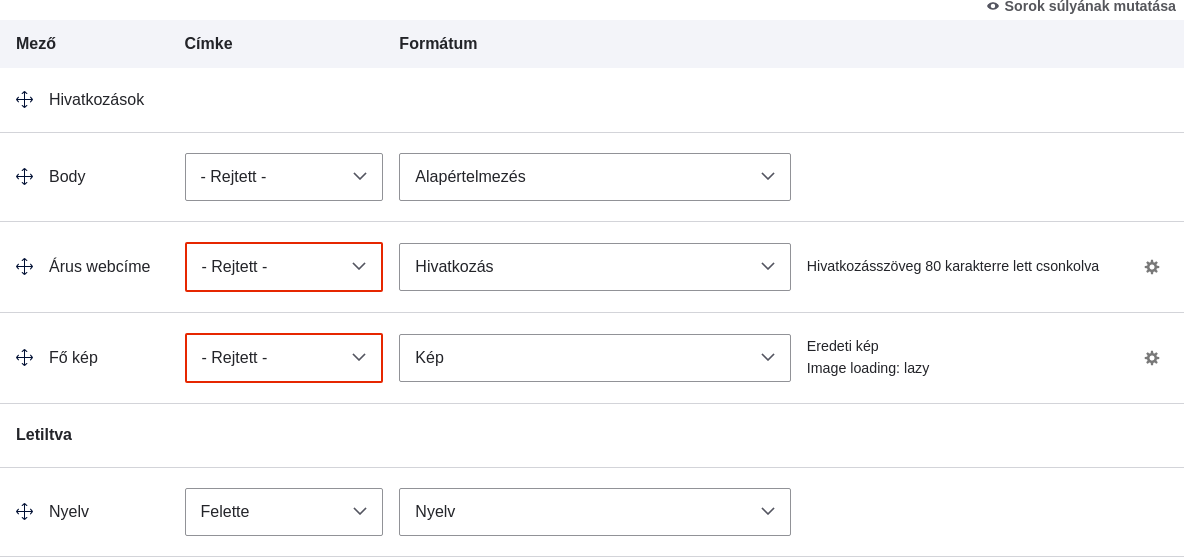 Sorok súlyának mutatása
Mező Címke Formátum
Hivatkozások
Body - Rejtett - Alapértelmezés
Árus webcíme - Rejtett - Hivatkozás Hivatkozásszöveg 80 karakterre lett csonkolva
Fő kép - Rejtett - Kép Eredeti kép
Image loading: lazy
Letiltva
Nyelv Felette Nyelv